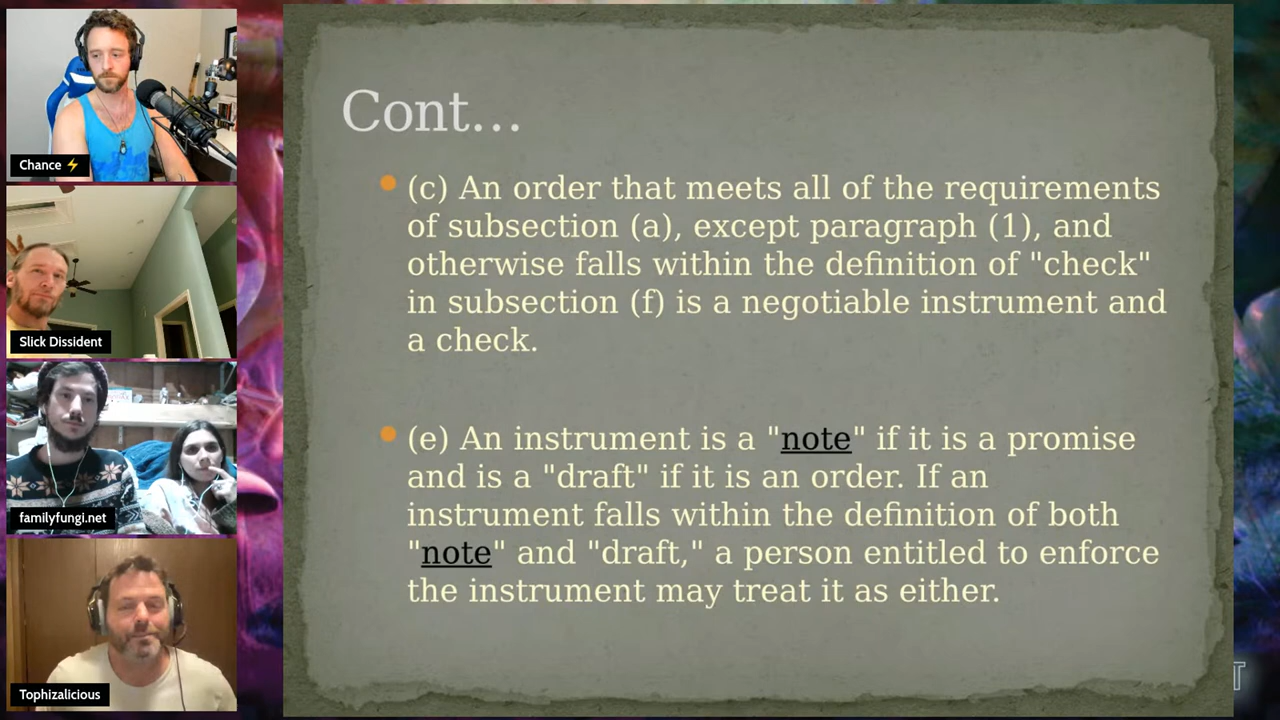 Chance ⚡
Slick Dissident
familyfungi.net
Tophizalicious
Cont...
(c) An order that meets all of the requirements
of subsection (a), except paragraph (1), and
otherwise falls within the definition of "check"
in subsection (f) is a negotiable instrument and
a check.
(e) An instrument is a "note" if it is a promise
and is a "draft" if it is an order. If an
instrument falls within the definition of both
"note" and "draft," a person entitled to enforce
the instrument may treat it as either.
T